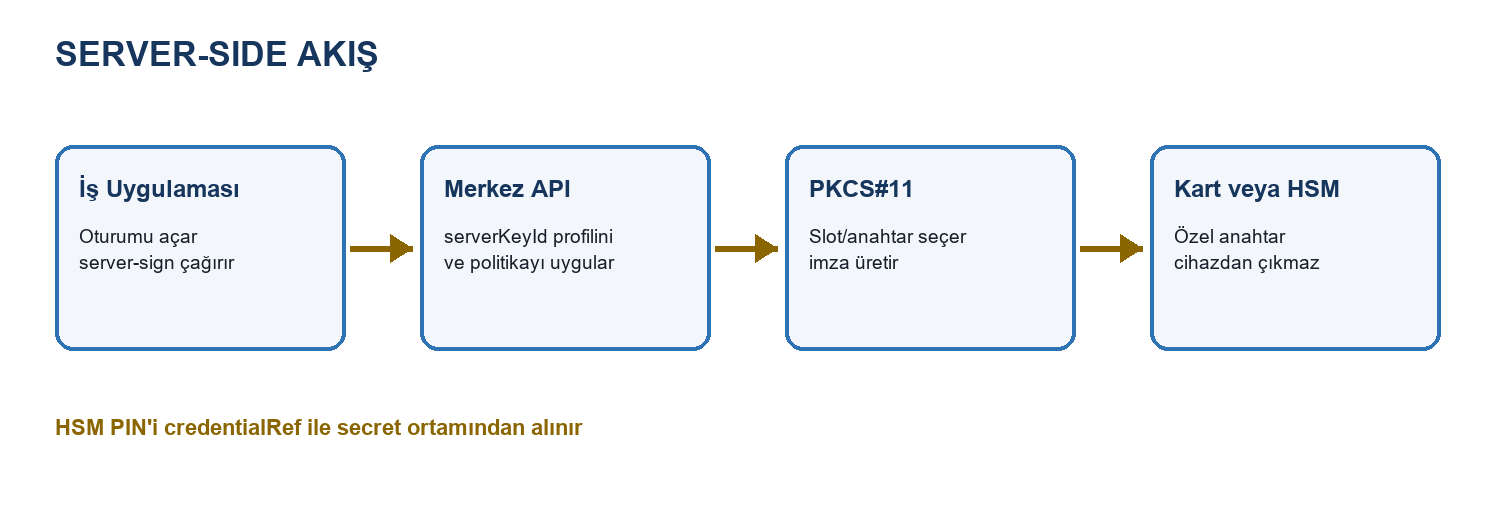 SERVER-SIDE AKIŞ
İş Uygulaması
Oturumu açar
server-sign çağırır
Merkez API
serverKeyId profilini
ve politikayı uygular
PKCS#11
Slot/anahtar seçer
imza üretir
Kart veya HSM
Özel anahtar
cihazdan çıkmaz
HSM PIN'i credentialRef ile secret ortamından alınır